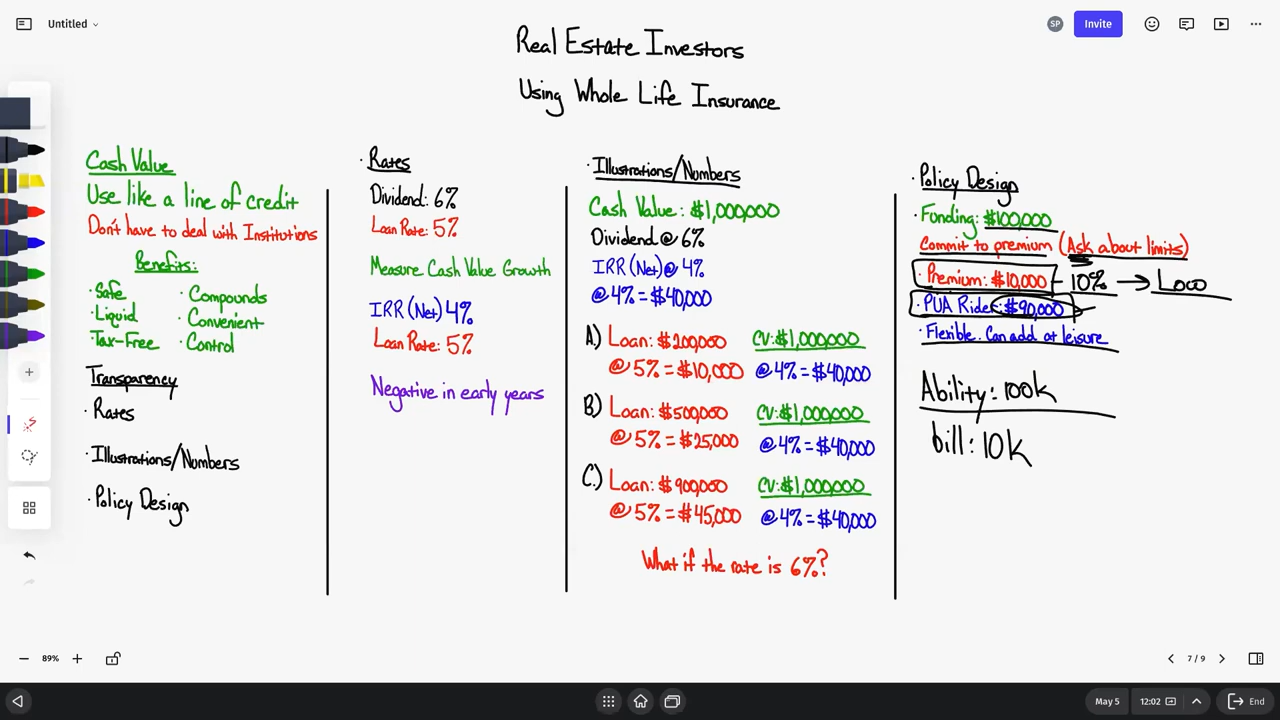 Untitled
SP
Invite
Real Estate Investors
Using Whole Life Insurance
Cash Value
Use like a line of credit
Don't have to deal with Institutions
Benefits:
· Safe
· Liquid
· Tax-Free
· Compounds
· Convenient
· Control
Transparency
· Rates
· Illustrations/Numbers
· Policy Design
· Rates
Dividend: 6%
Loan Rate: 5%
Measure Cash Value Growth
IRR (Net) 4%
Loan Rate: 5%
Negative in early years
· Illustrations/Numbers
Cash Value: $1,000,000
Dividend @ 6%
IRR (Net) @ 4%
@ 4% = $40,000
A) Loan: $200,000 CV: $1,000,000
@ 5% = $10,000 @ 4% = $40,000
B) Loan: $500,000 CV: $1,000,000
@ 5% = $25,000 @ 4% = $40,000
C.) Loan: $900,000 CV: $1,000,000
@ 5% = $45,000 @ 4% = $40,000
What if the rate is 6%?
· Policy Design
· Funding: $100,000
Commit to premium (Ask about limits)
· Premium: $10,000 - 10% → Loco
· PUA Rider: $90,000
· Flexible. Can add at leisure
Ability: 100k
bill: 10k
89%
7 / 9
May 5
12:02
End